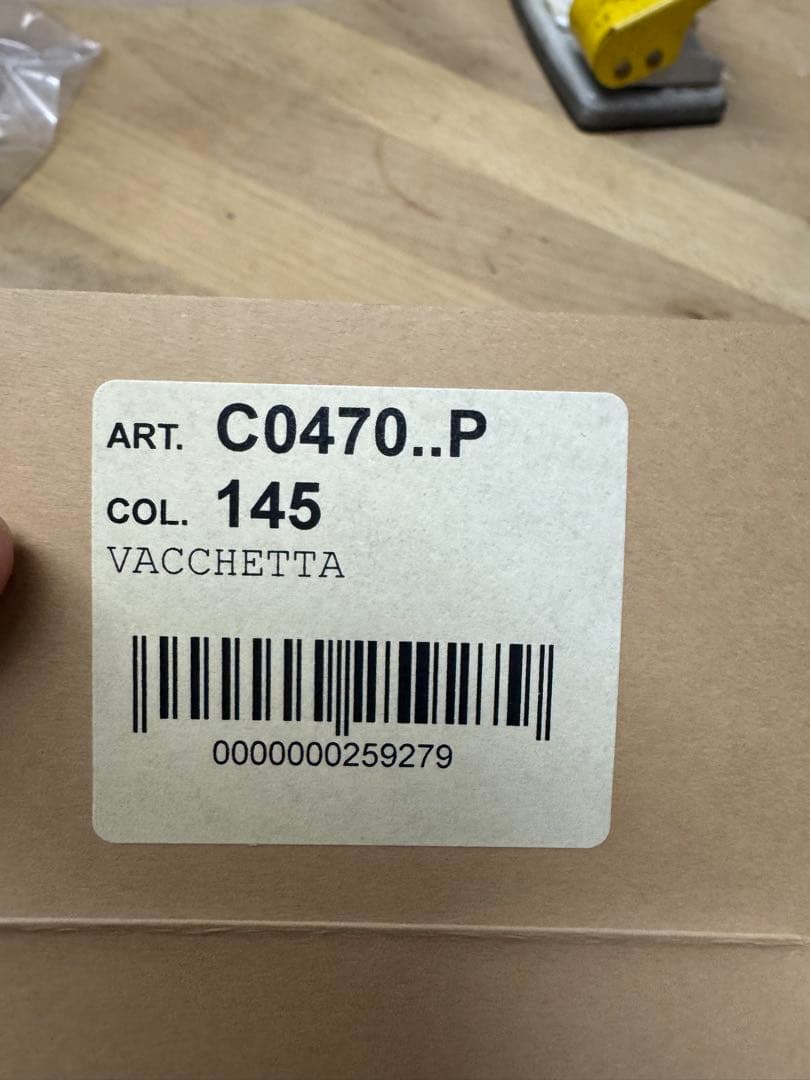 ART. C0470..P
COL. 145
VACCHETTA
0000000259279